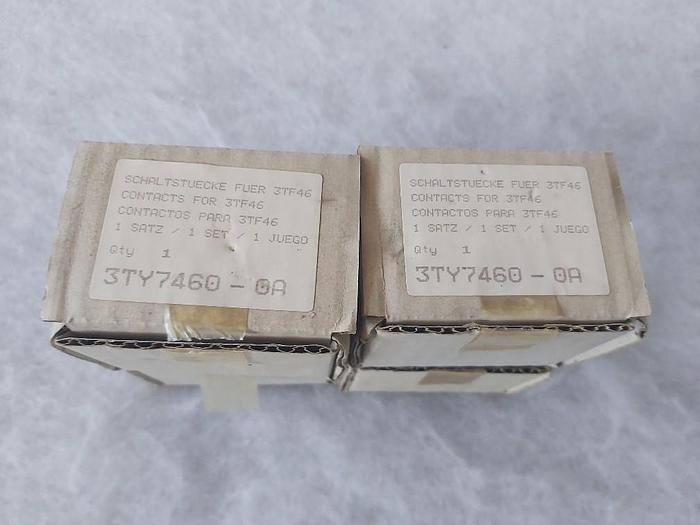 SCHALTSTUECKE FUER 3TF46
CONTACTS FOR 3TF46
CONTACTOS PARA 3TF46
1 SATZ / 1 SET / 1 JUEGO
Qty 1
3TY7460 - 0A
SCHALTSTUECKE FUER 3TF46
CONTACTS FOR 3TF46
CONTACTOS PARA 3TF46
1 SATZ / 1 SET / 1 JUEGO
Qty 1
3TY7460 - 0A